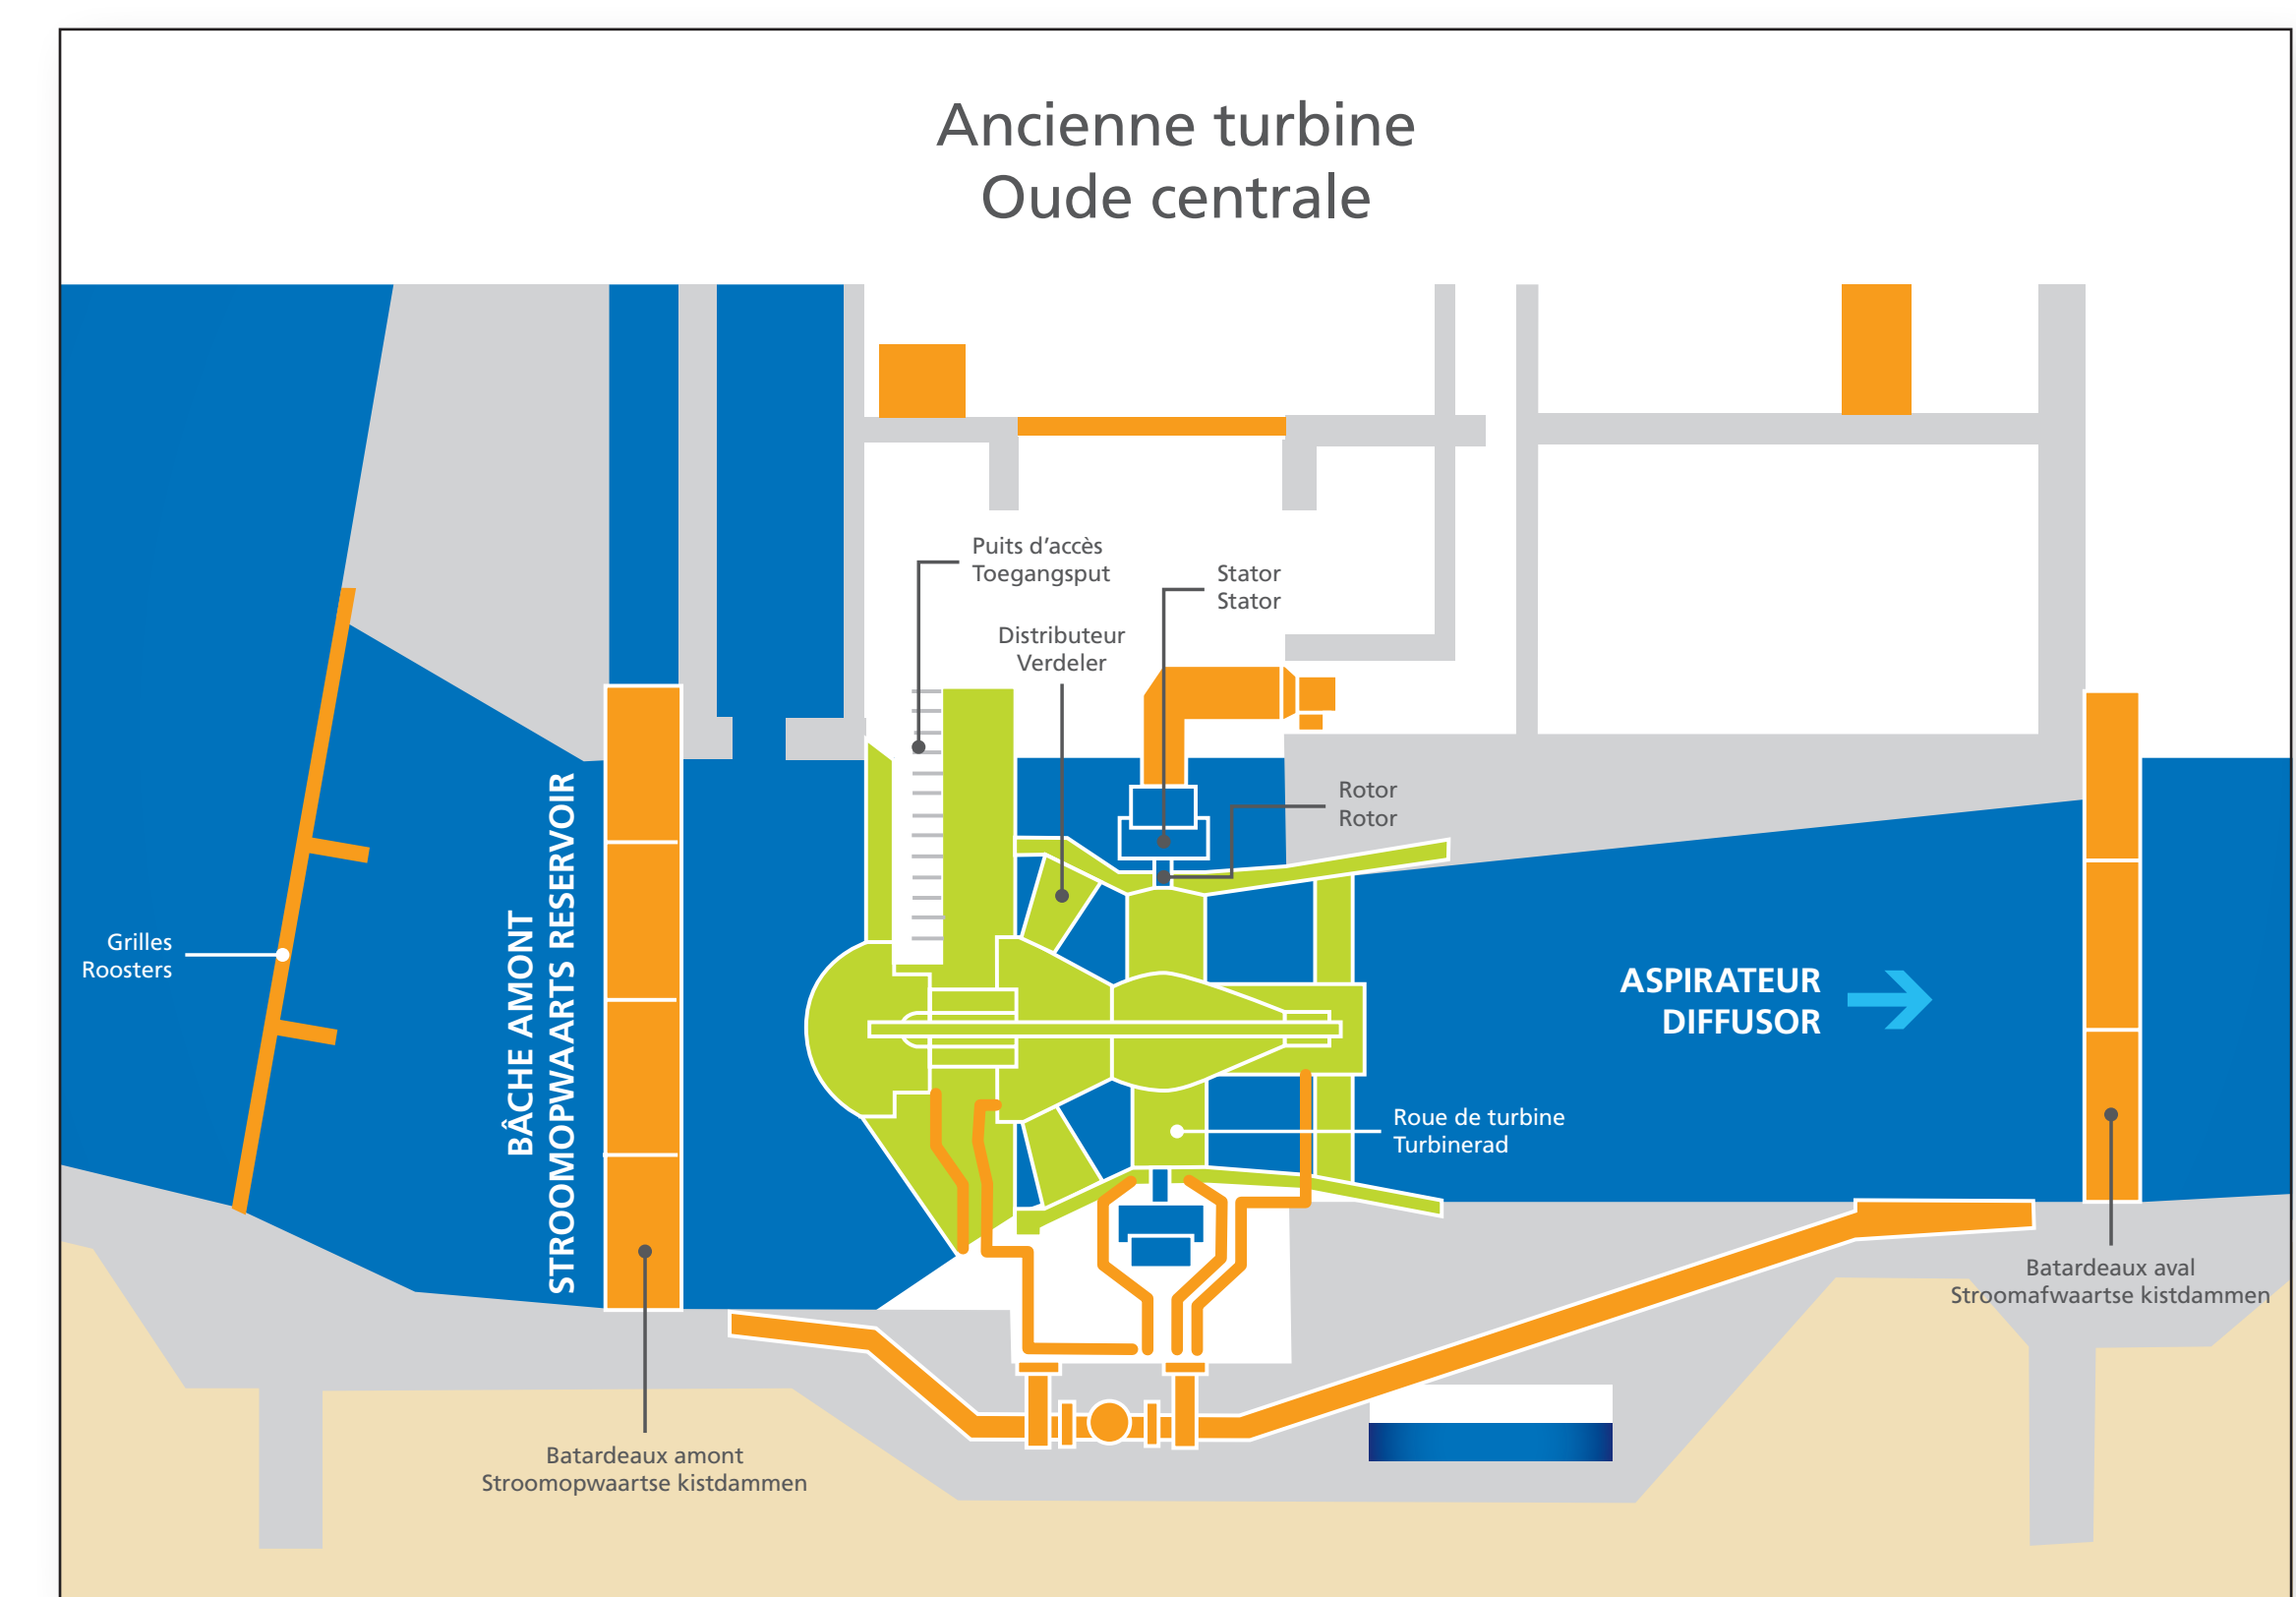 Ancienne turbine
Oude centrale
Puits d’accès
Toegangsput
Stator
Stator
Distributeur
Verdeler
Rotor
Rotor
Grilles
Roosters
BÂCHE AMONT
STROOMOPWAARTS RESERVOIR
ASPIRATEUR
DIFFUSOR
Roue de turbine
Turbinerad
Batardeaux aval
Stroomafwaartse kistdammen
Batardeaux amont
Stroomopwaartse kistdammen